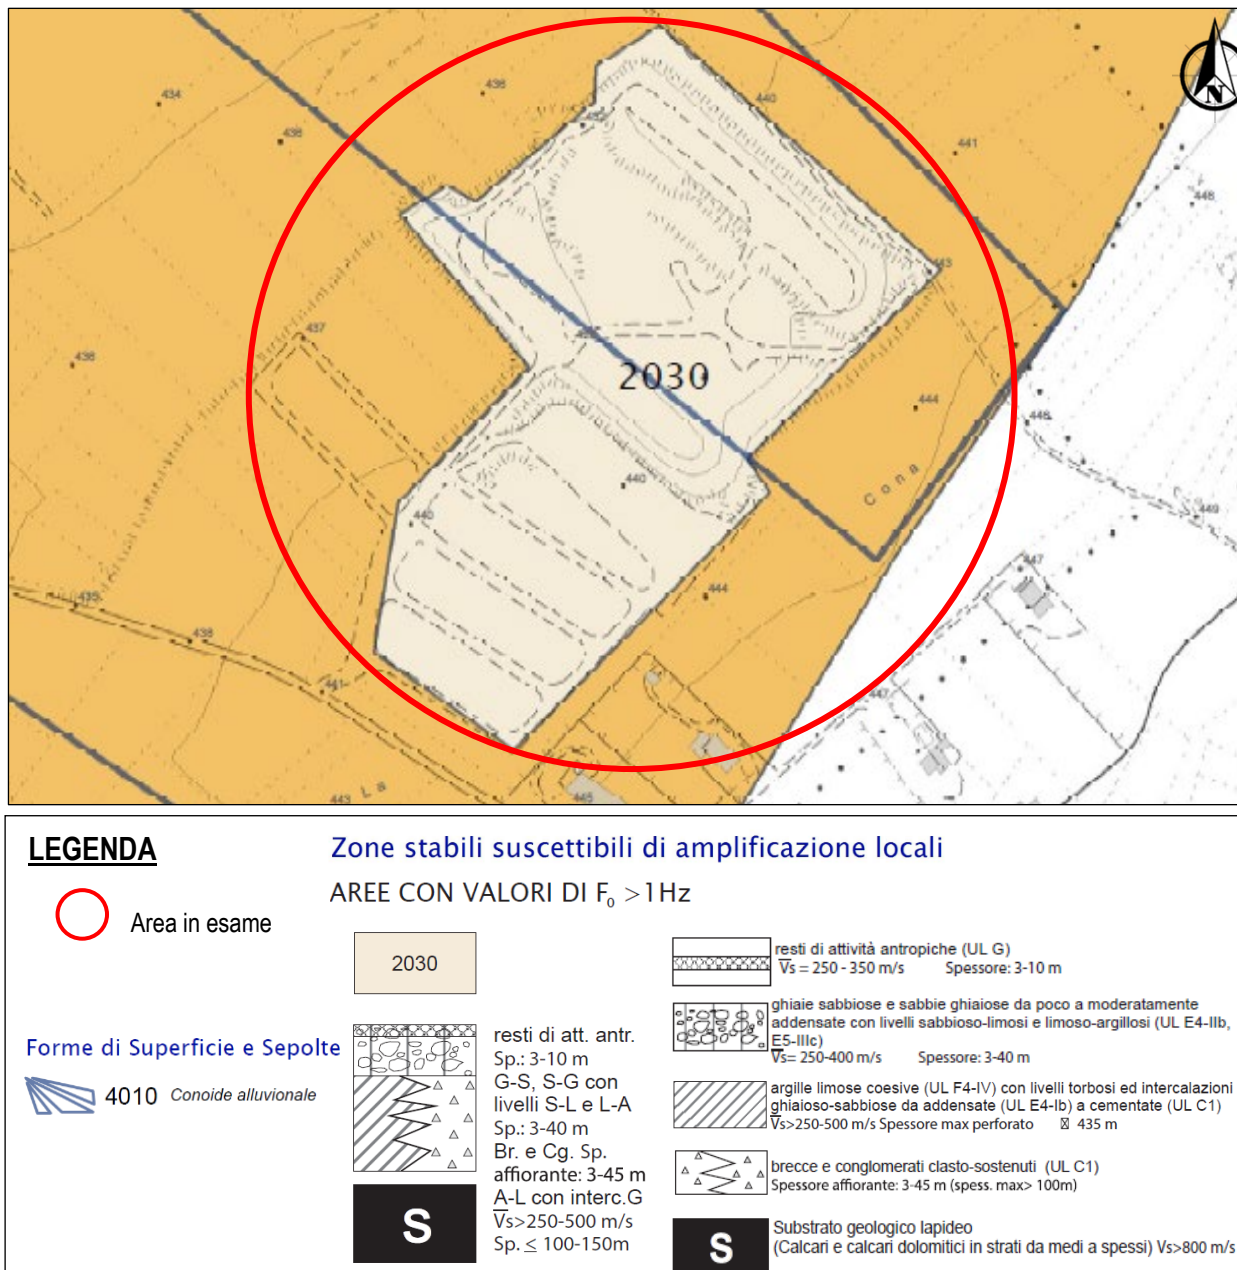 434
436
436
432
440
441
448
N
443
437
436
432
2030
444
446
Cona
440
440
449
447
444
435
438
441
447
443
La
445
LEGENDA
Area in esame
Forme di Superficie e Sepolte
4010 Conoide alluvionale
Zone stabili suscettibili di amplificazione locali
AREE CON VALORI DI F₀ >1Hz
2030
resti di att. antr.
Sp.: 3-10 m
G-S, S-G con
livelli S-L e L-A
Sp.: 3-40 m
Br. e Cg. Sp.
affiorante: 3-45 m
A-L con interc.G
V̅s>250-500 m/s
Sp. ≤ 100-150m
S
resti di attività antropiche (UL G)
V̅s = 250 - 350 m/s Spessore: 3-10 m
ghiaie sabbiose e sabbie ghiaiose da poco a moderatamente
addensate con livelli sabbioso-limosi e limoso-argillosi (UL E4-IIb,
E5-IIIc)
V̅s= 250-400 m/s Spessore: 3-40 m
argille limose coesive (UL F4-IV) con livelli torbosi ed intercalazioni
ghiaioso-sabbiose da addensate (UL E4-Ib) a cementate (UL C1)
V̅s>250-500 m/s Spessore max perforato 435 m
brecce e conglomerati clasto-sostenuti (UL C1)
Spessore affiorante: 3-45 m (spess. max> 100m)
S
Substrato geologico lapideo
(Calcari e calcari dolomitici in strati da medi a spessi) Vs>800 m/s